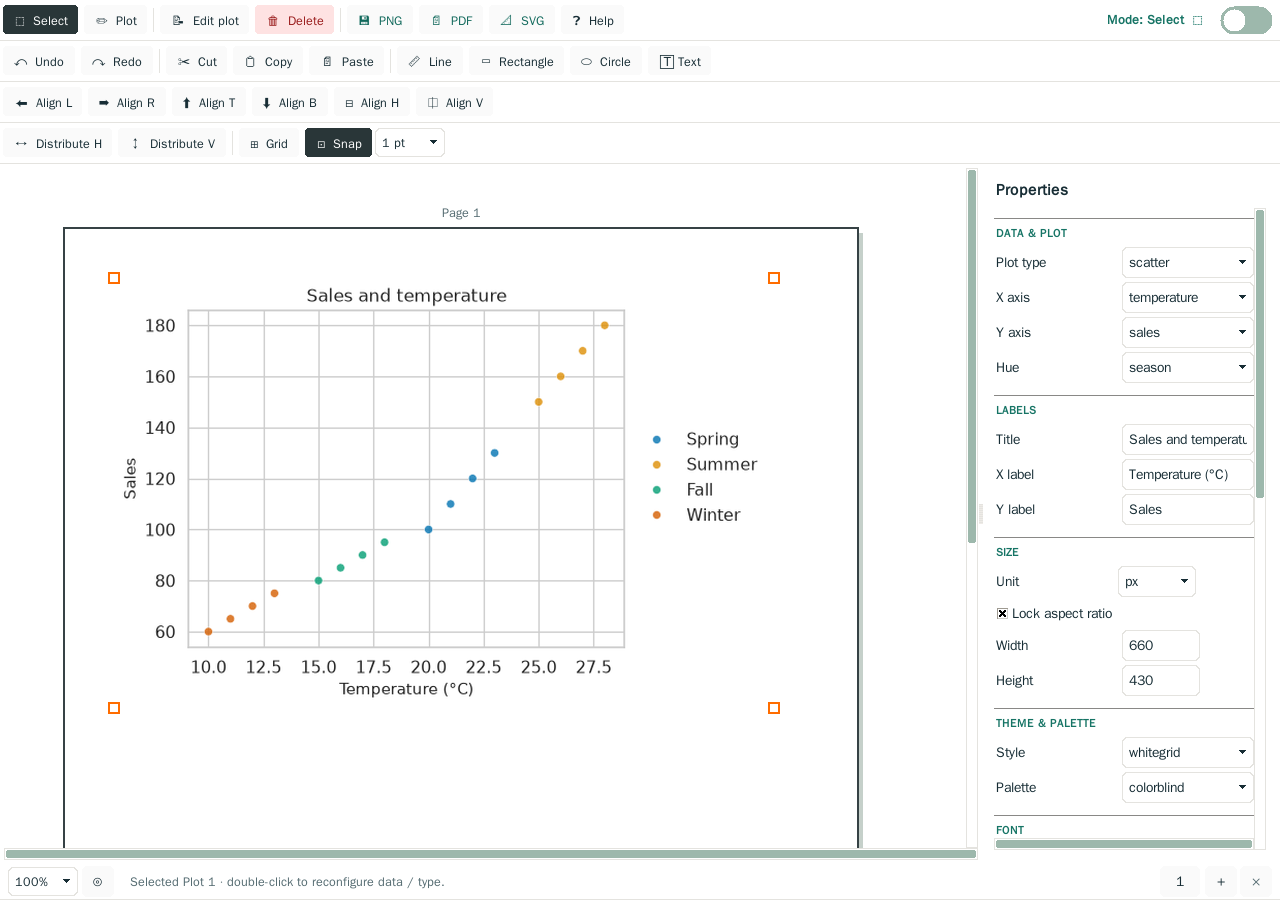 Select Plot Edit plot Delete PNG PDF SVG ? Help Mode: Select
Undo Redo Cut Copy Paste Line Rectangle Circle T Text
Align L Align R Align T Align B Align H Align V
Distribute H Distribute V Grid Snap 1 pt
Page 1
Sales and temperature
180
160
140
120
100
80
60
Sales
10.0 12.5 15.0 17.5 20.0 22.5 25.0 27.5
Temperature (°C)
Spring
Summer
Fall
Winter
Properties
DATA & PLOT
Plot type scatter
X axis temperature
Y axis sales
Hue season
LABELS
Title Sales and temperatu
X label Temperature (°C)
Y label Sales
SIZE
Unit px
Lock aspect ratio
Width 660
Height 430
THEME & PALETTE
Style whitegrid
Palette colorblind
FONT
100% Selected Plot 1 · double-click to reconfigure data / type. 1 + ×